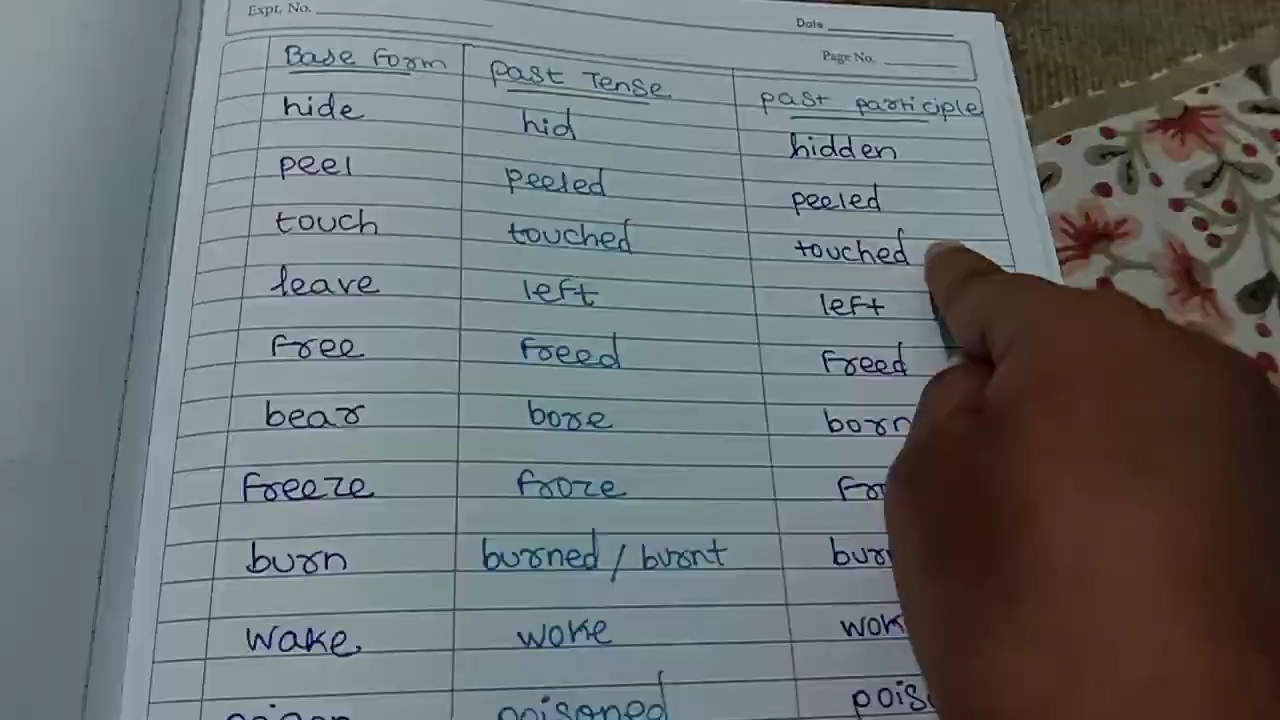 Expt. No.
Date
Page No.
Base Form Past Tense past participle
hide hid hidden
peel peeled peeled
touch touched touched
leave left left
free freed freed
bear bore born
freeze froze
burn burned / burnt
wake woke
poisoned